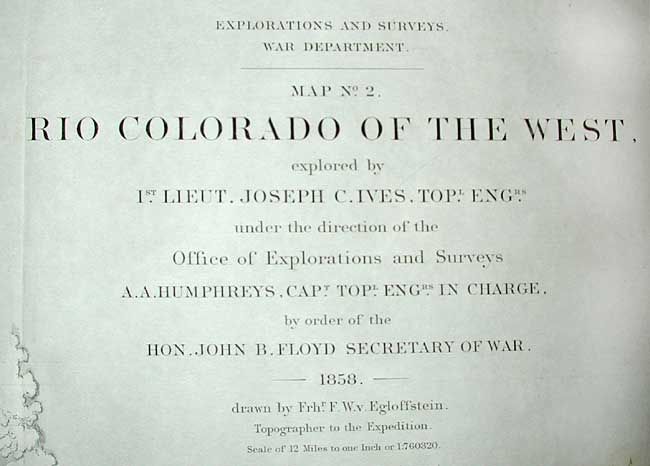 EXPLORATIONS AND SURVEYS.
WAR DEPARTMENT.
MAP Nº 2.
RIO COLORADO OF THE WEST,
explored by
1ST LIEUT. JOSEPH C. IVES, TOPL ENGRS
under the direction of the
Office of Explorations and Surveys
A.A. HUMPHREYS, CAPT TOPL ENGRS IN CHARGE.
by order of the
HON. JOHN B. FLOYD SECRETARY OF WAR.
— 1858. —
drawn by Frhr F. W. v. Egloffstein.
Topographer to the Expedition.
Scale of 12 Miles to one Inch or 1:760320.